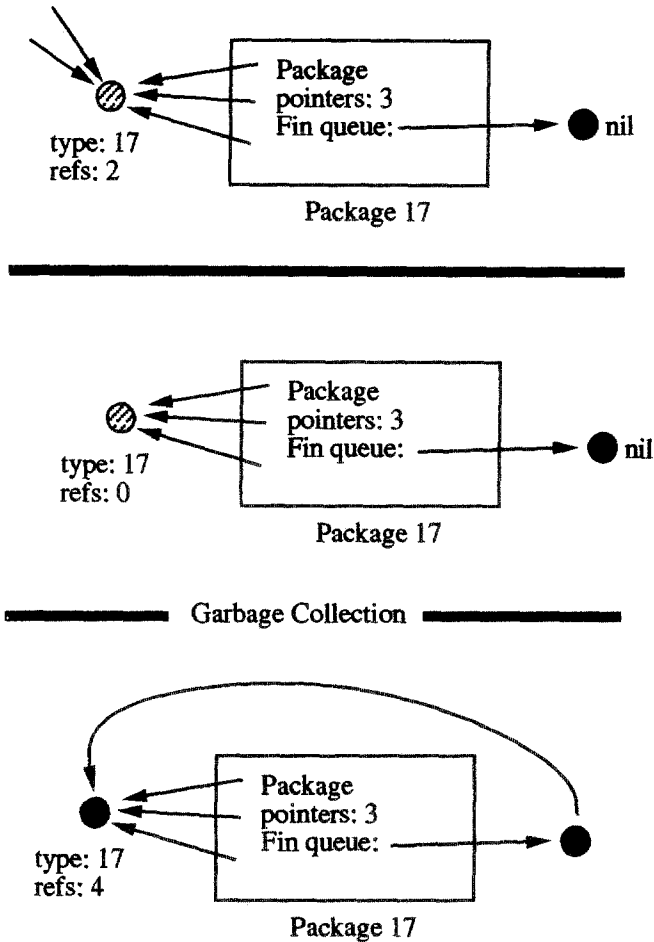 Package
pointers: 3
Fin queue:
nil
type: 17
refs: 2
Package 17
Package
pointers: 3
Fin queue:
nil
type: 17
refs: 0
Package 17
Garbage Collection
Package
pointers: 3
Fin queue:
type: 17
refs: 4
Package 17